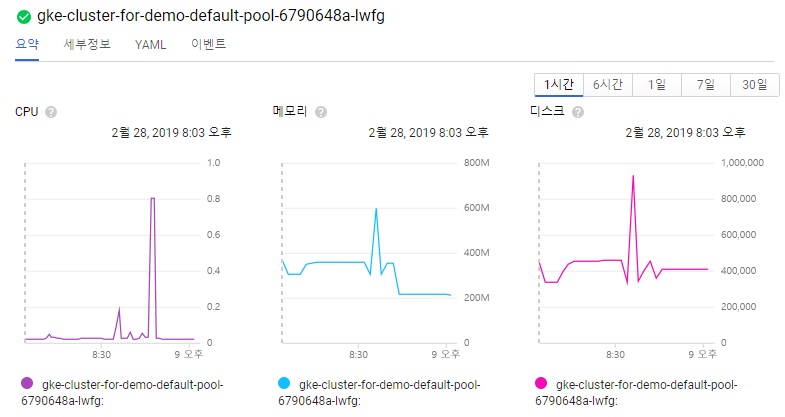 gke-cluster-for-demo-default-pool-6790648a-lwfg
요약 세부정보 YAML 이벤트
1시간 6시간 1일 7일 30일
CPU ?
2월 28, 2019 8:03 오후
1.0
0.8
0.6
0.4
0.2
0
8:30 9 오후
gke-cluster-for-demo-default-pool-
6790648a-lwfg:
메모리 ?
2월 28, 2019 8:03 오후
800M
600M
400M
200M
0
8:30 9 오후
gke-cluster-for-demo-default-pool-
6790648a-lwfg:
디스크 ?
2월 28, 2019 8:03 오후
1,000,000
800,000
600,000
400,000
200,000
0
8:30 9 오후
gke-cluster-for-demo-default-pool-
6790648a-lwfg: